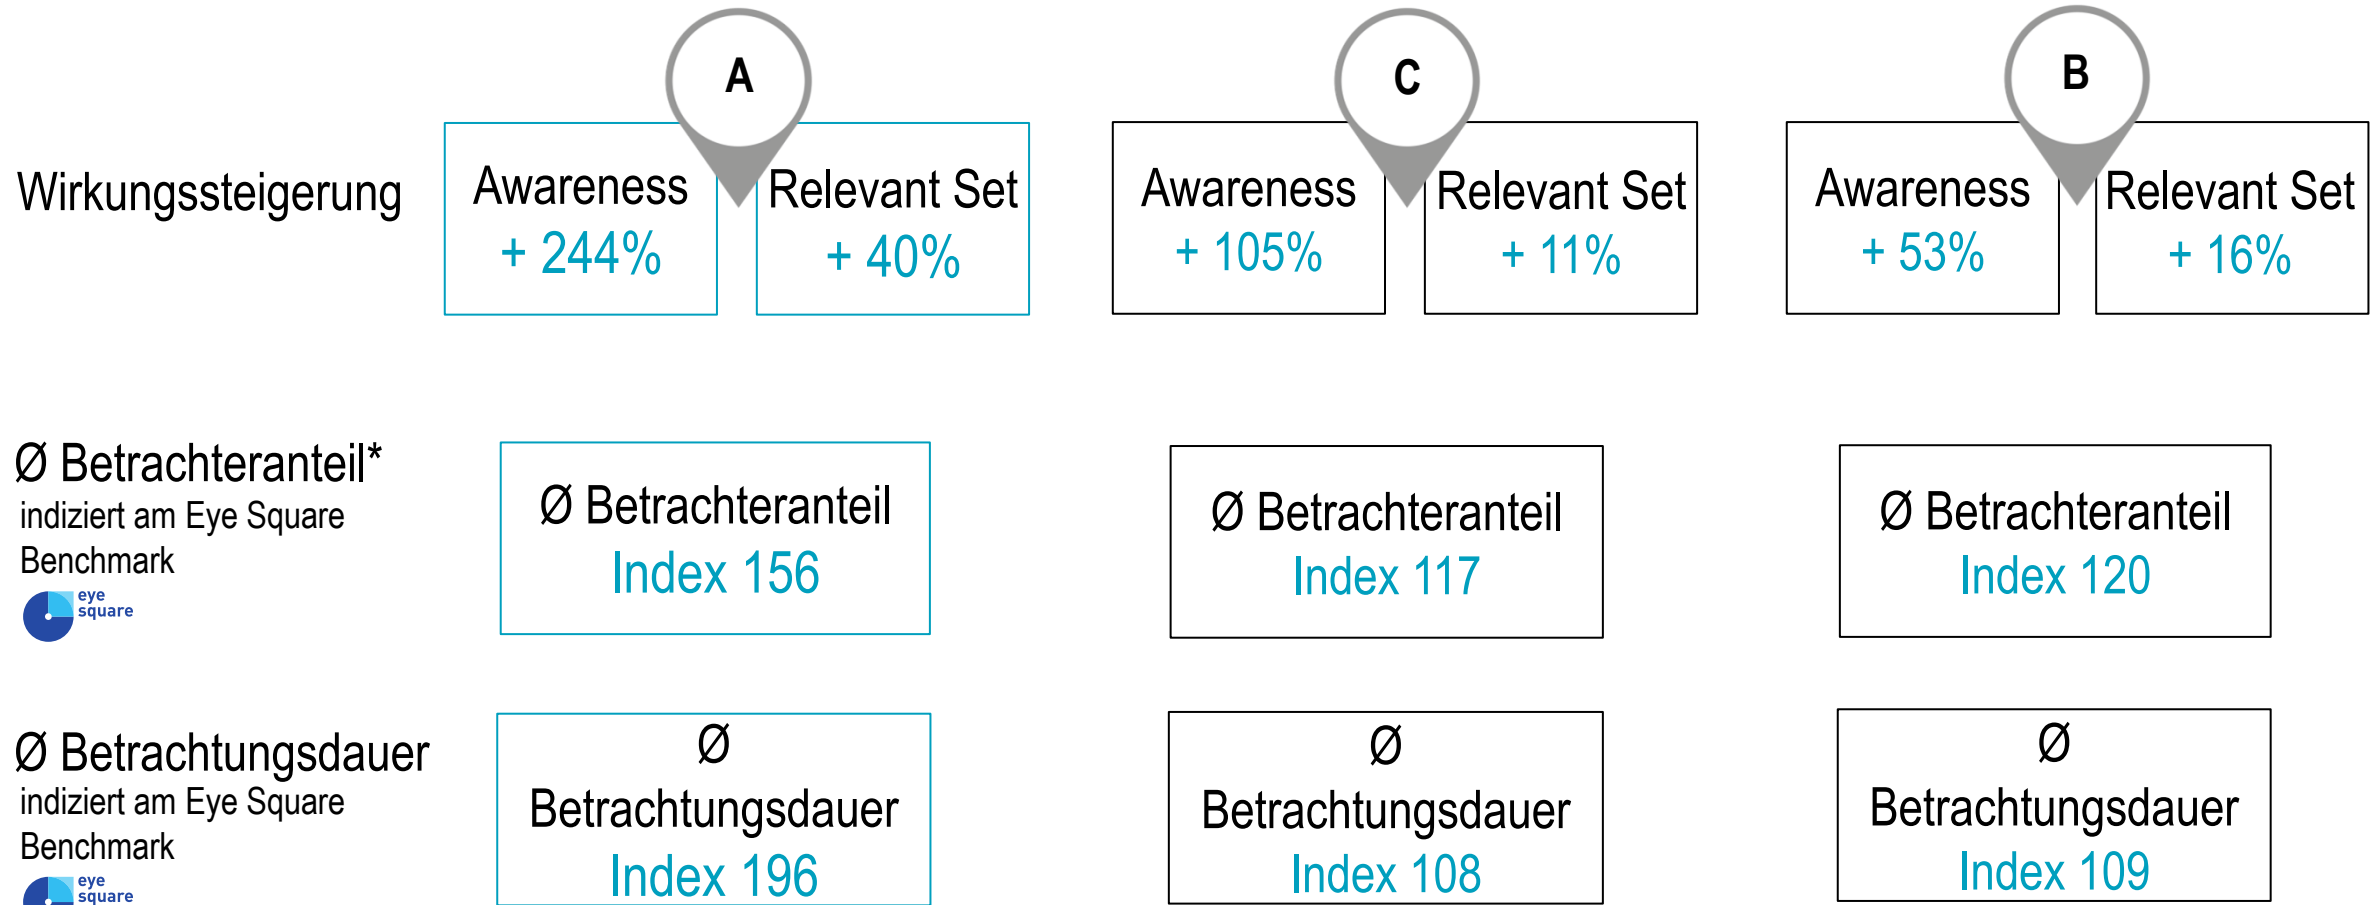 A
C
B
Wirkungssteigerung
Awareness
+ 244%
Relevant Set
+ 40%
Awareness
+ 105%
Relevant Set
+ 11%
Awareness
+ 53%
Relevant Set
+ 16%
Ø Betrachteranteil*
indiziert am Eye Square
Benchmark
eye
square
Ø Betrachteranteil
Index 156
Ø Betrachteranteil
Index 117
Ø Betrachteranteil
Index 120
Ø Betrachtungsdauer
indiziert am Eye Square
Benchmark
eye
square
Ø
Betrachtungsdauer
Index 196
Ø
Betrachtungsdauer
Index 108
Ø
Betrachtungsdauer
Index 109